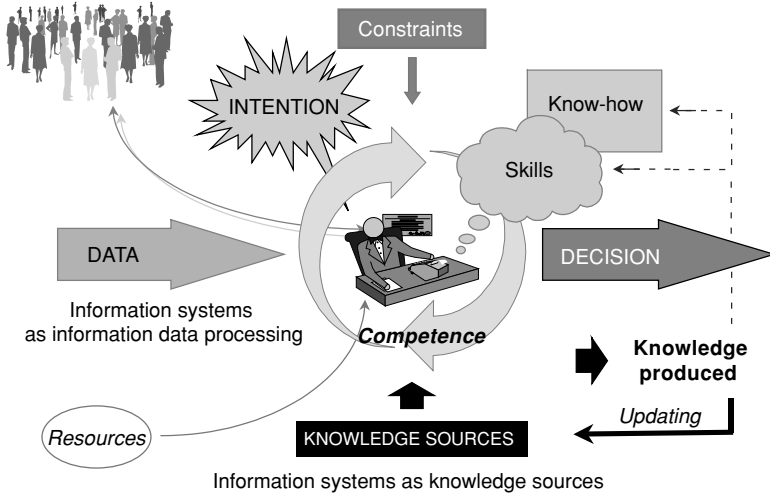 Constraints
INTENTION
Know-how
Skills
DATA
DECISION
Information systems
as information data processing
Competence
Knowledge
produced
Updating
Resources
KNOWLEDGE SOURCES
Information systems as knowledge sources